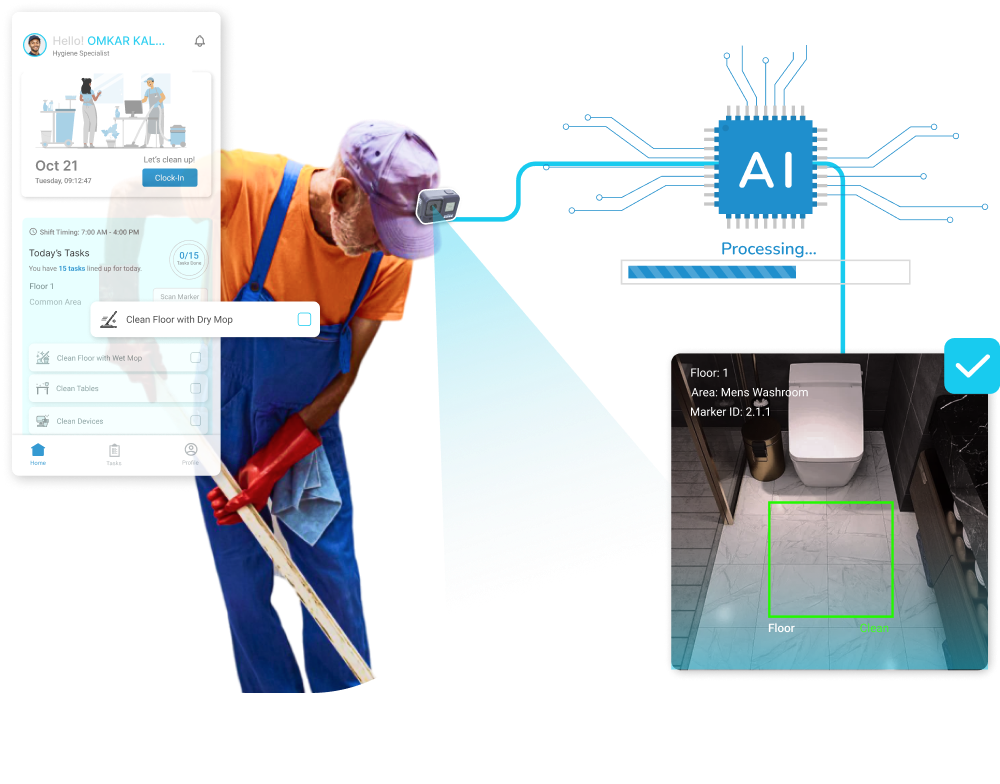 Hello! OMKAR KAL...
Hygiene Specialist
Oct 21
Tuesday, 09:12:47
Let's clean up!
Clock-In
Shift Timing: 7:00 AM - 4:00 PM
Today's Tasks
You have 15 tasks lined up for today.
0/15
Tasks Done
Floor 1
Common Area
Scan Marker
Clean Floor with Dry Mop
Clean Floor with Wet Mop
Clean Tables
Clean Devices
Home
Tasks
Profile
AI
Processing...
Floor: 1
Area: Mens Washroom
Marker ID: 2.1.1
Floor
Clean